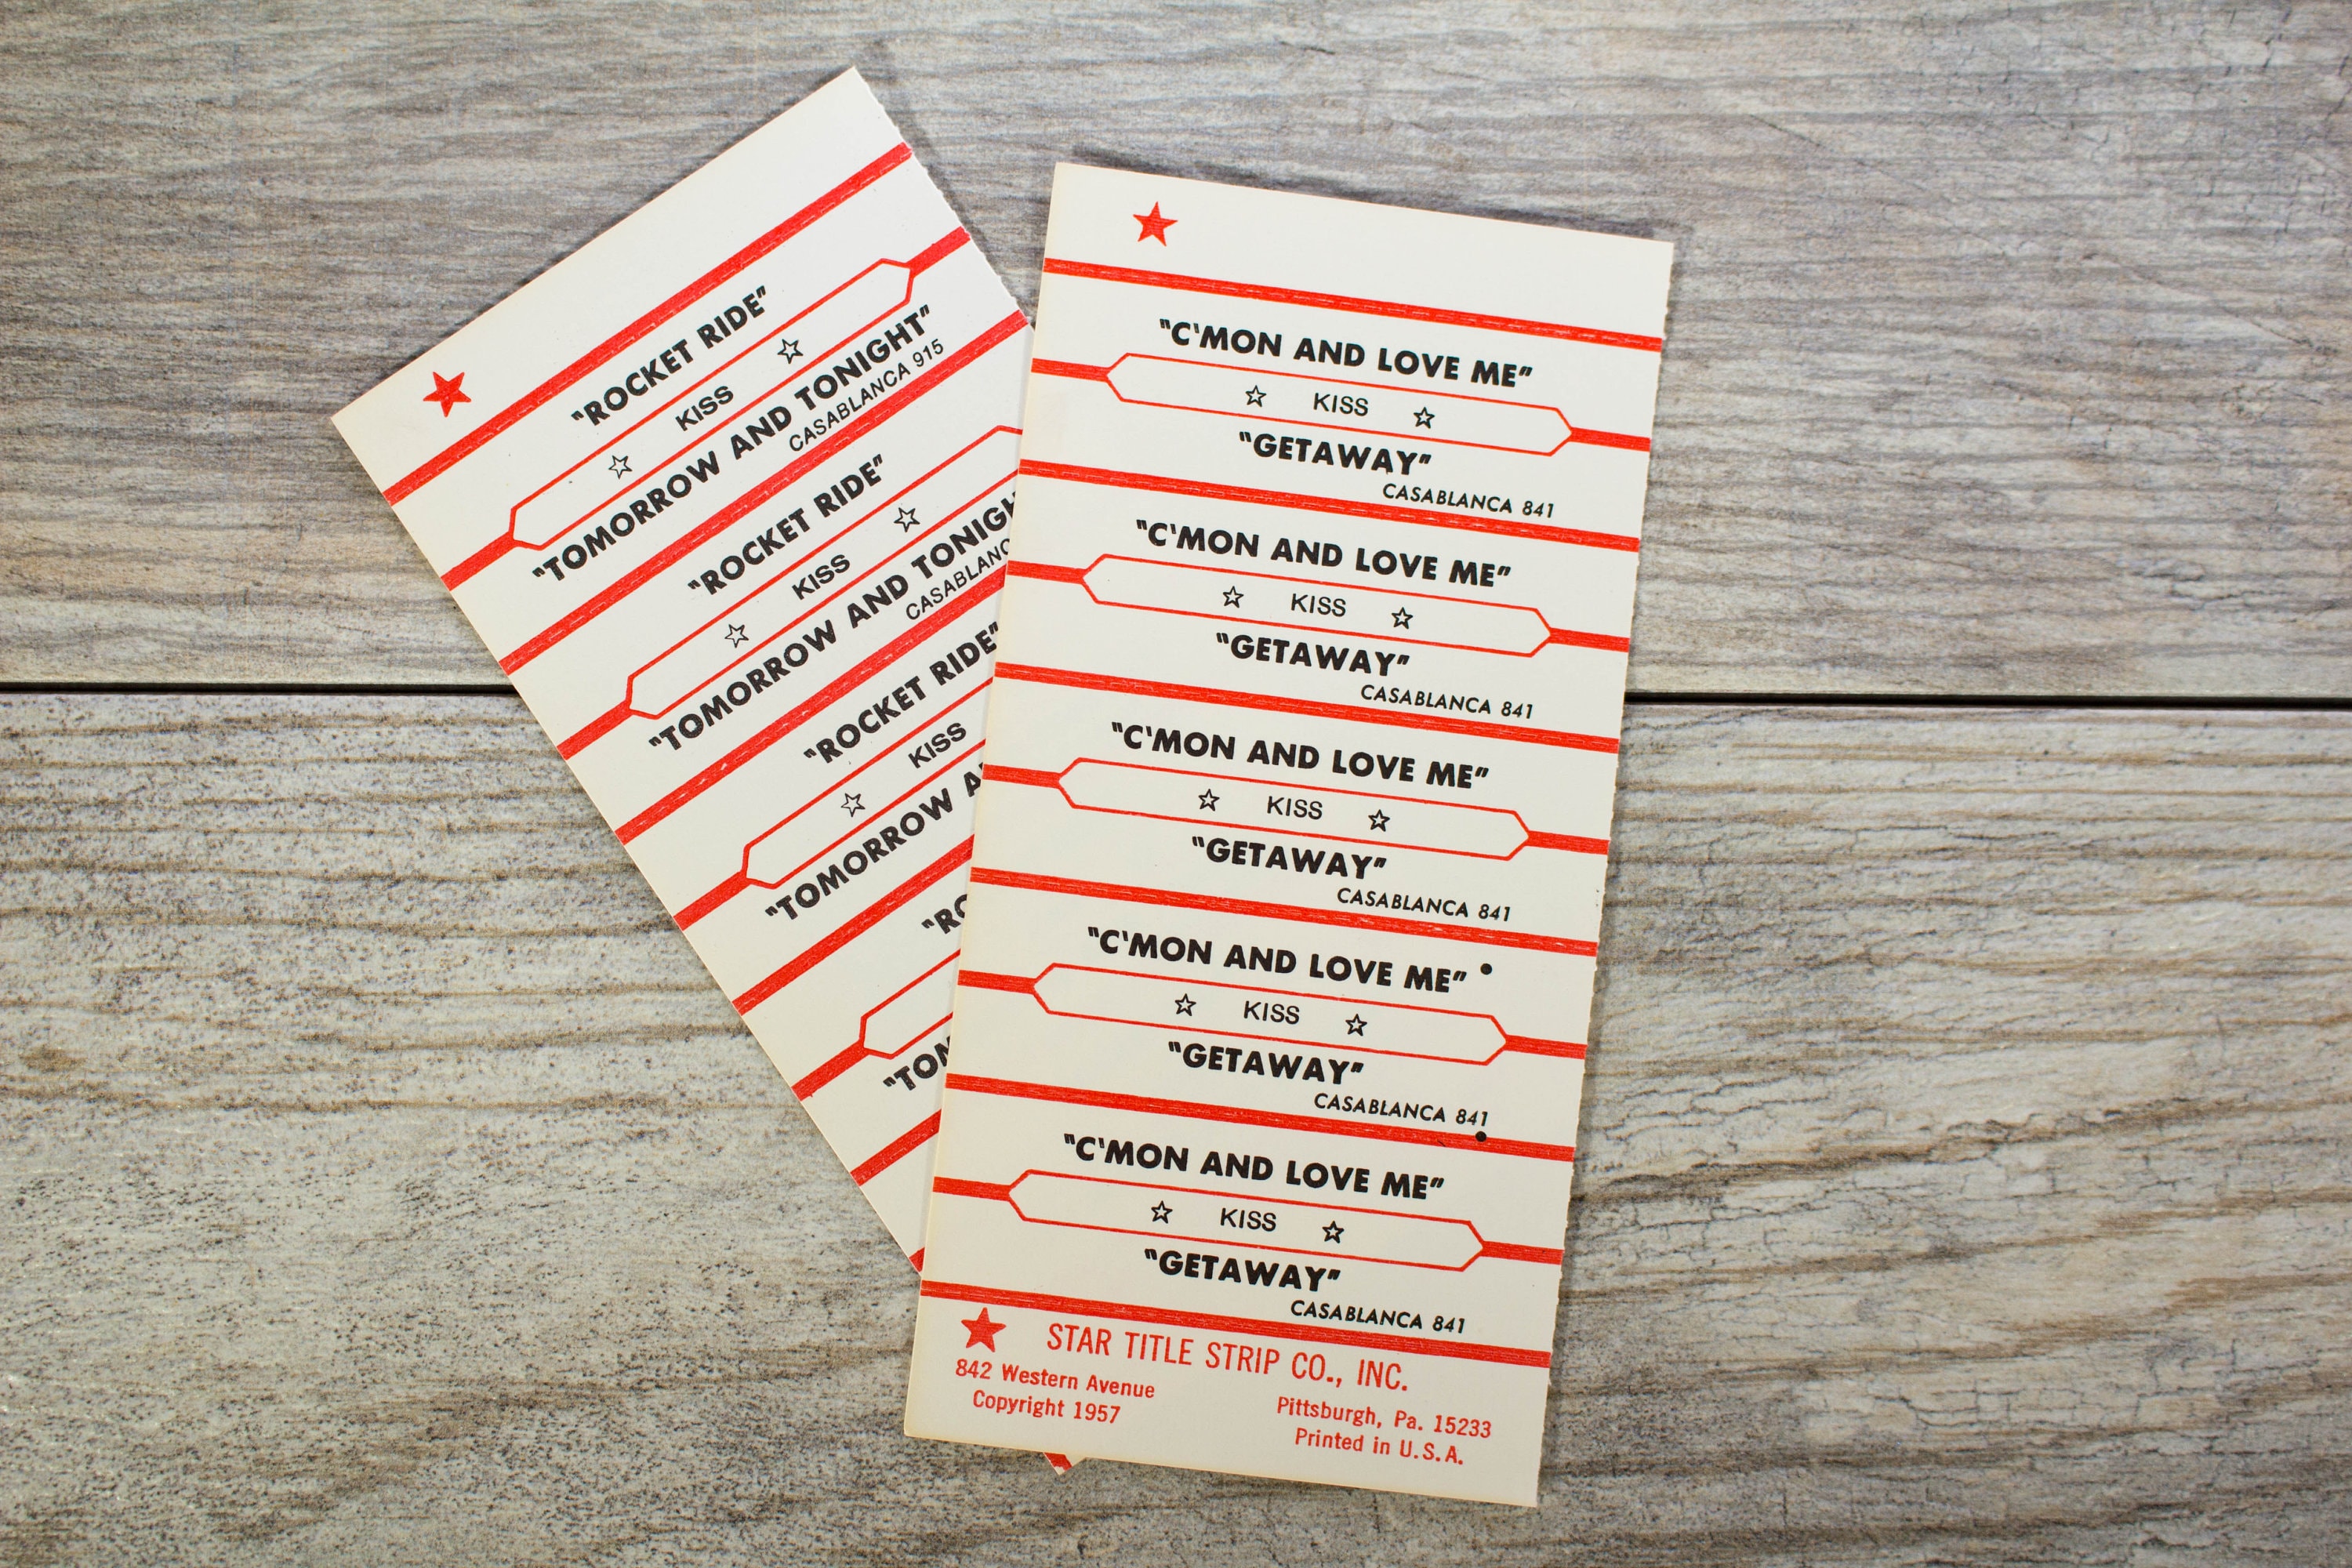 "ROCKET RIDE"
KISS
"TOMORROW AND TONIGHT"
CASABLANCA 915
"ROCKET RIDE"
KISS
"TOMORROW AND TONIGH
CASABLANC
"ROCKET RIDE"
KISS
"TOMORROW A
"RO
"TOM
"C'MON AND LOVE ME"
KISS
"GETAWAY"
CASABLANCA 841
"C'MON AND LOVE ME"
KISS
"GETAWAY"
CASABLANCA 841
"C'MON AND LOVE ME"
KISS
"GETAWAY"
CASABLANCA 841
"C'MON AND LOVE ME"
KISS
"GETAWAY"
CASABLANCA 841
"C'MON AND LOVE ME"
KISS
"GETAWAY"
CASABLANCA 841
STAR TITLE STRIP CO., INC.
842 Western Avenue
Copyright 1957
Pittsburgh, Pa. 15233
Printed in U.S.A.